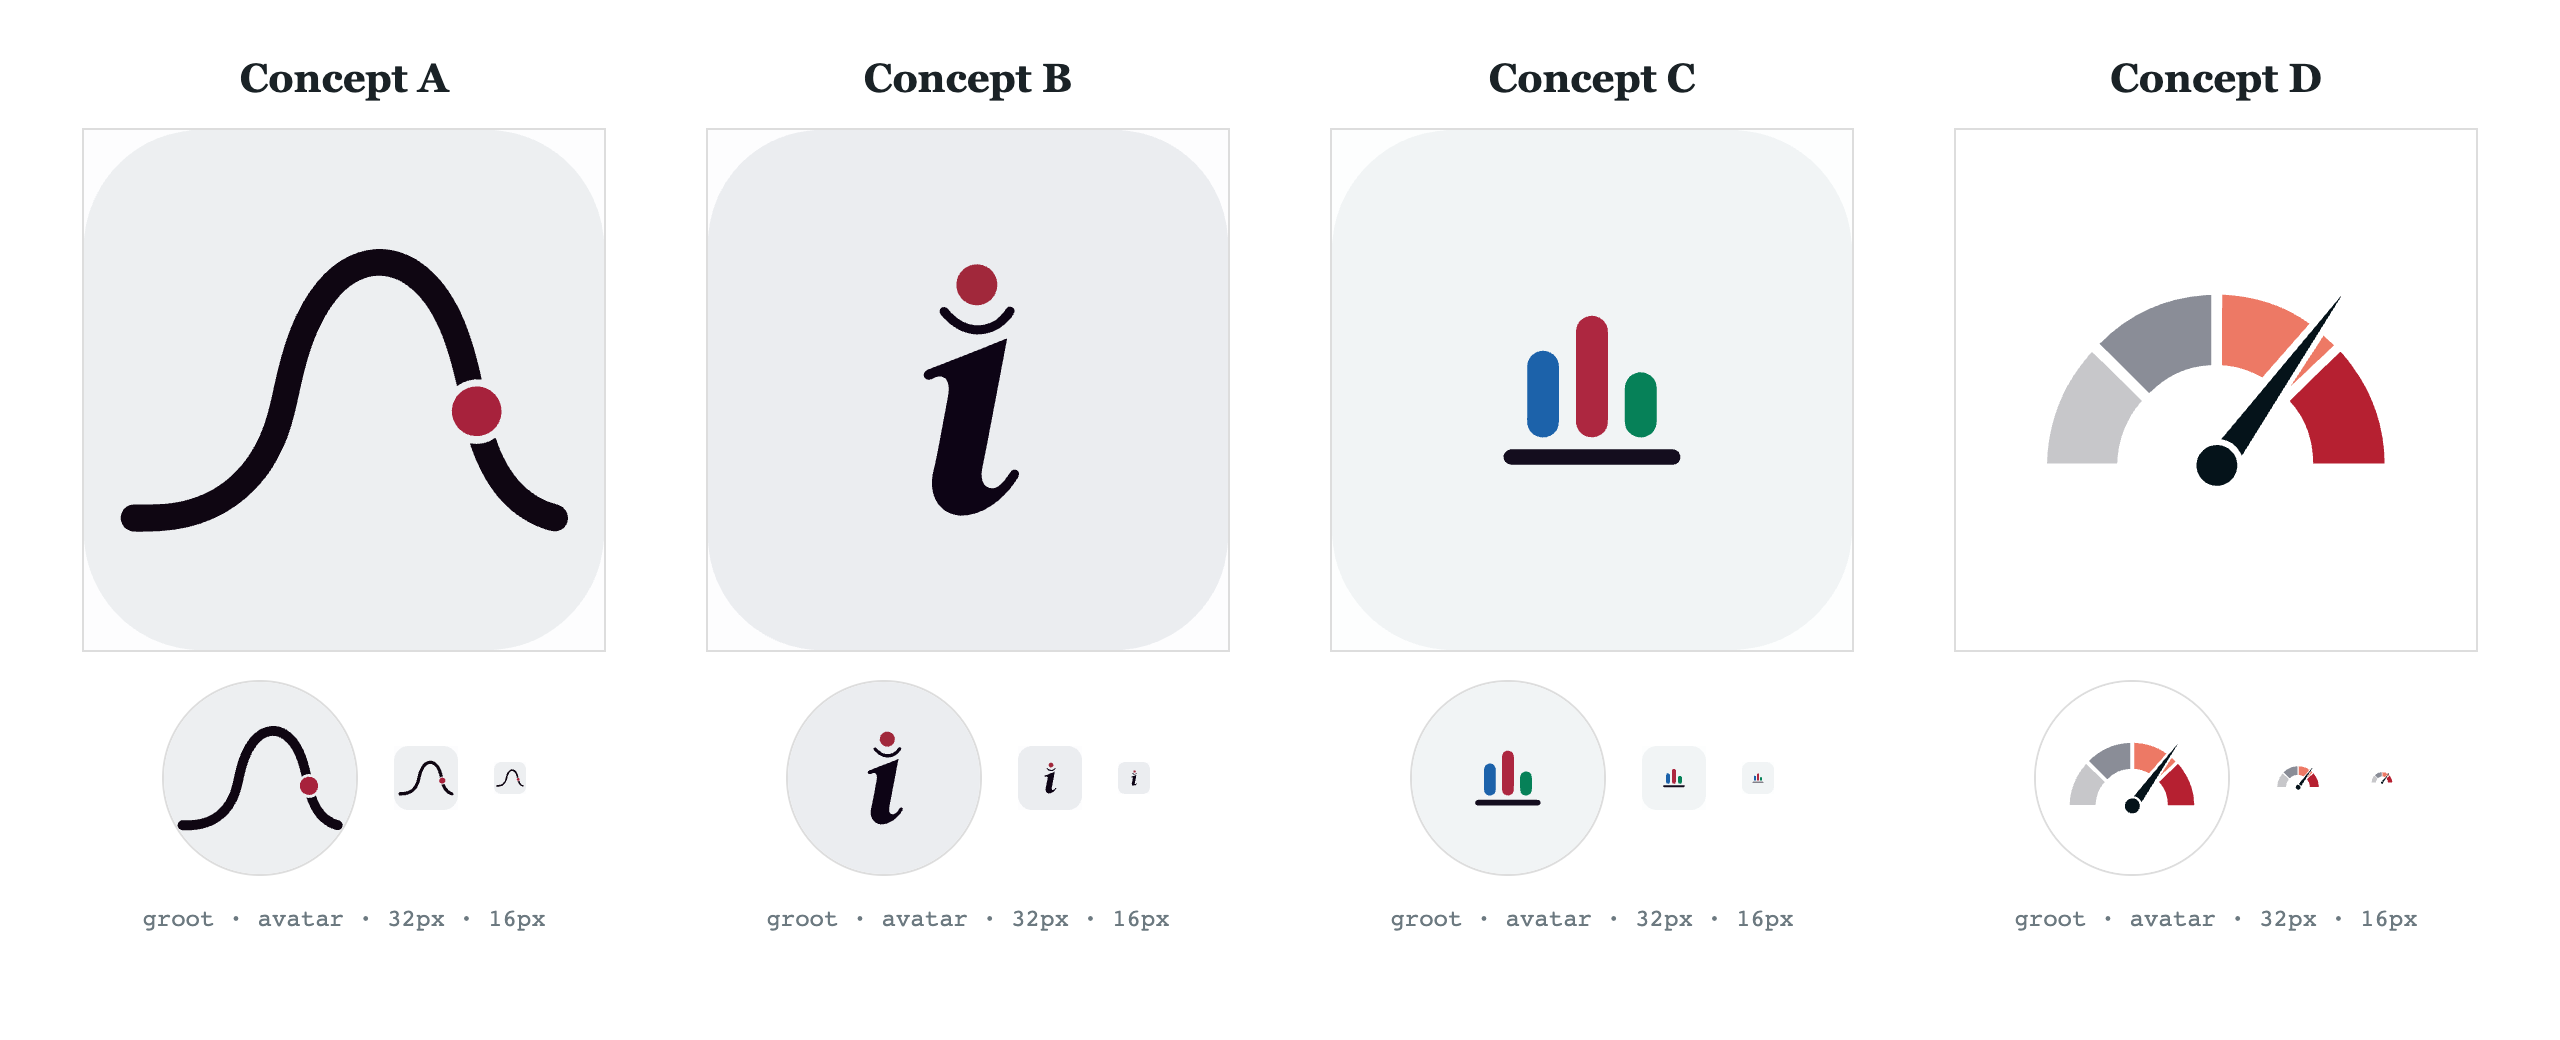 Concept A
Concept B
Concept C
Concept D
i
groot · avatar · 32px · 16px
groot · avatar · 32px · 16px
groot · avatar · 32px · 16px
groot · avatar · 32px · 16px